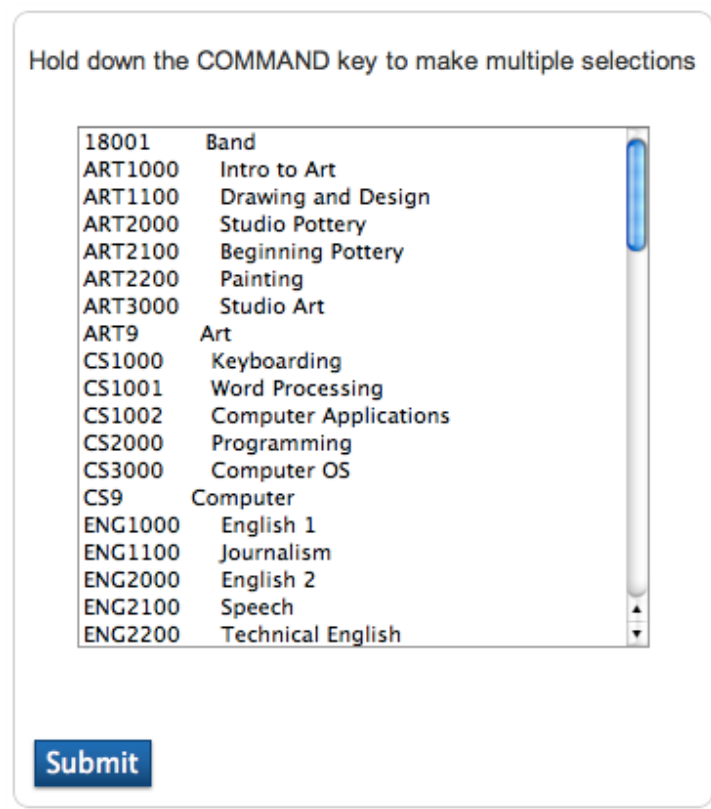 Hold down the COMMAND key to make multiple selections
18001 Band
ART1000 Intro to Art
ART1100 Drawing and Design
ART2000 Studio Pottery
ART2100 Beginning Pottery
ART2200 Painting
ART3000 Studio Art
ART9 Art
CS1000 Keyboarding
CS1001 Word Processing
CS1002 Computer Applications
CS2000 Programming
CS3000 Computer OS
CS9 Computer
ENG1000 English 1
ENG1100 Journalism
ENG2000 English 2
ENG2100 Speech
ENG2200 Technical English
Submit